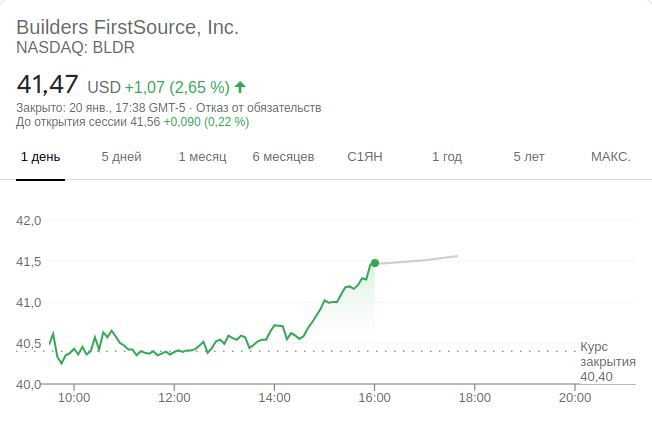 Builders FirstSource, Inc.
NASDAQ: BLDR
41,47 USD +1,07 (2,65 %)
Закрыто: 20 янв., 17:38 GMT-5 · Отказ от обязательств
До открытия сессии 41,56 +0,090 (0,22 %)
1 день 5 дней 1 месяц 6 месяцев С1ЯН 1 год 5 лет МАКС.
42,0
41,5
41,0
40,5
40,0
Курс
закрытия
40,40
10:00 12:00 14:00 16:00 18:00 20:00